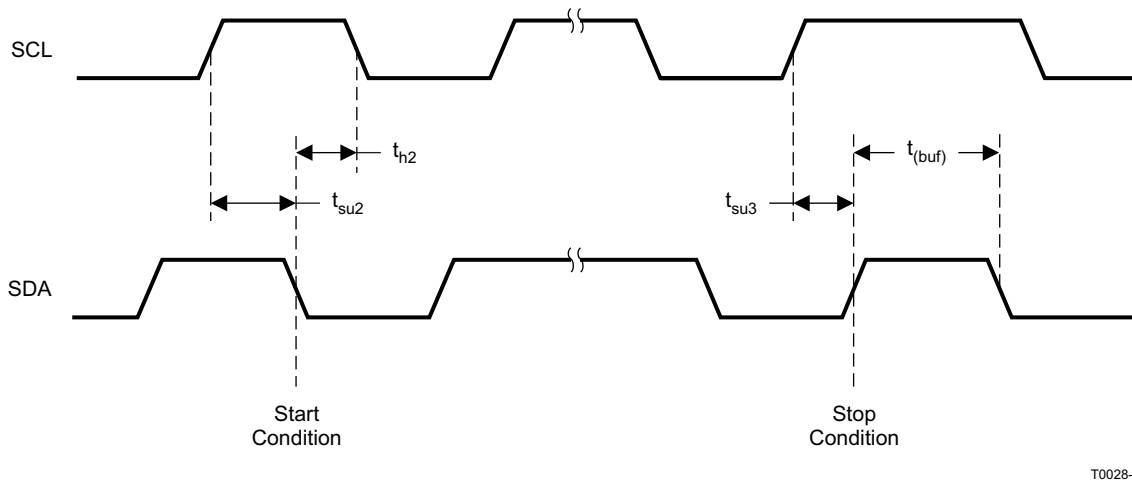 SCL
t_h2
t_(buf)
t_su2
t_su3
SDA
Start
Condition
Stop
Condition
T0028-